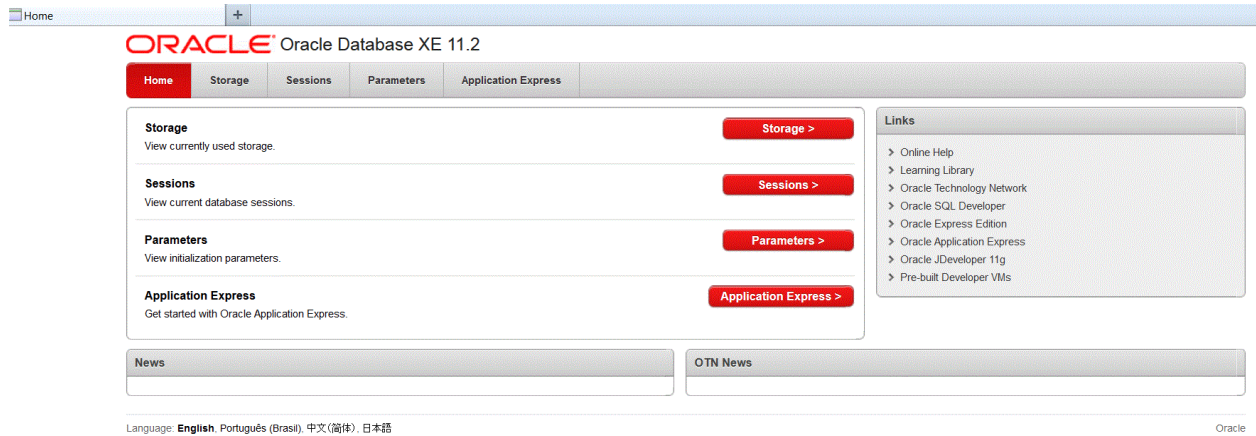 Home +
ORACLE® Oracle Database XE 11.2
Home Storage Sessions Parameters Application Express
Storage
View currently used storage.
Storage >
Sessions
View current database sessions.
Sessions >
Parameters
View initialization parameters.
Parameters >
Application Express
Get started with Oracle Application Express.
Application Express >
Links
Online Help
Learning Library
Oracle Technology Network
Oracle SQL Developer
Oracle Express Edition
Oracle Application Express
Oracle JDeveloper 11g
Pre-built Developer VMs
News
OTN News
Language: English, Português (Brasil), 中文(简体), 日本語
Oracle